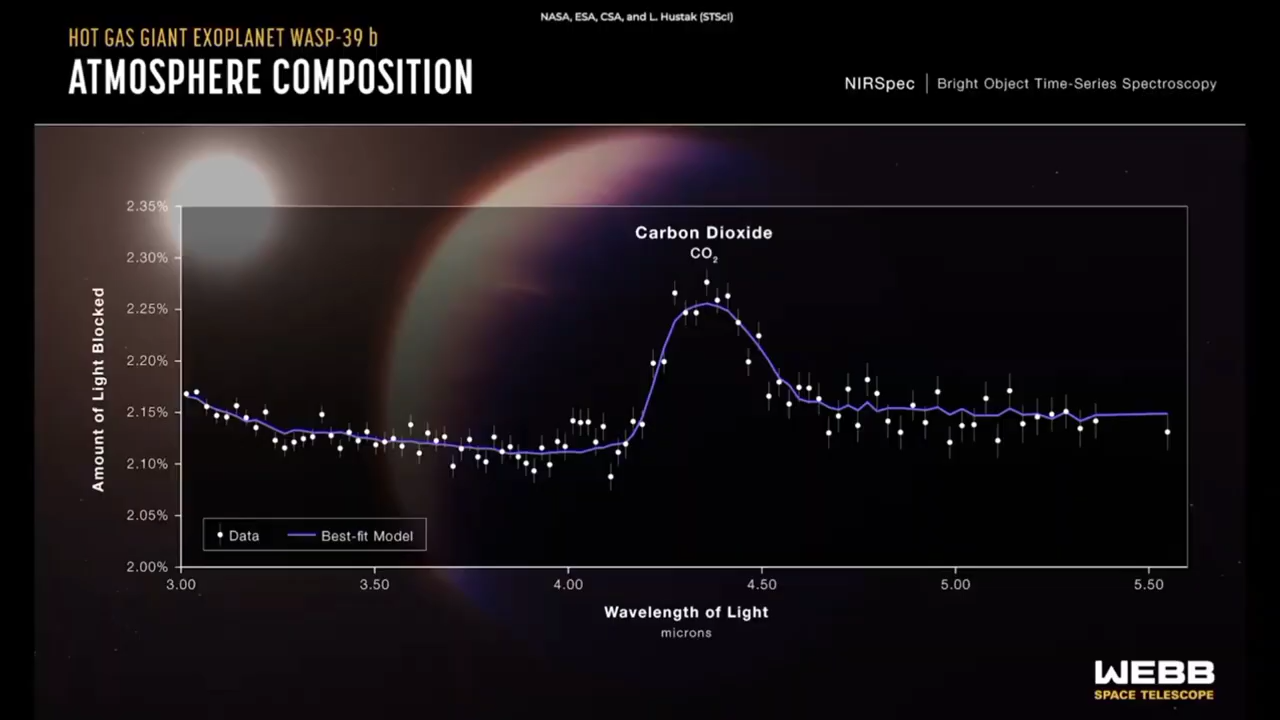 NASA, ESA, CSA, and L. Hustak (STScI)
HOT GAS GIANT EXOPLANET WASP-39 b
ATMOSPHERE COMPOSITION
NIRSpec | Bright Object Time-Series Spectroscopy
Carbon Dioxide
CO₂
Amount of Light Blocked
2.35%
2.30%
2.25%
2.20%
2.15%
2.10%
2.05%
2.00%
Data
Best-fit Model
3.00 3.50 4.00 4.50 5.00 5.50
Wavelength of Light
microns
WEBB
SPACE TELESCOPE